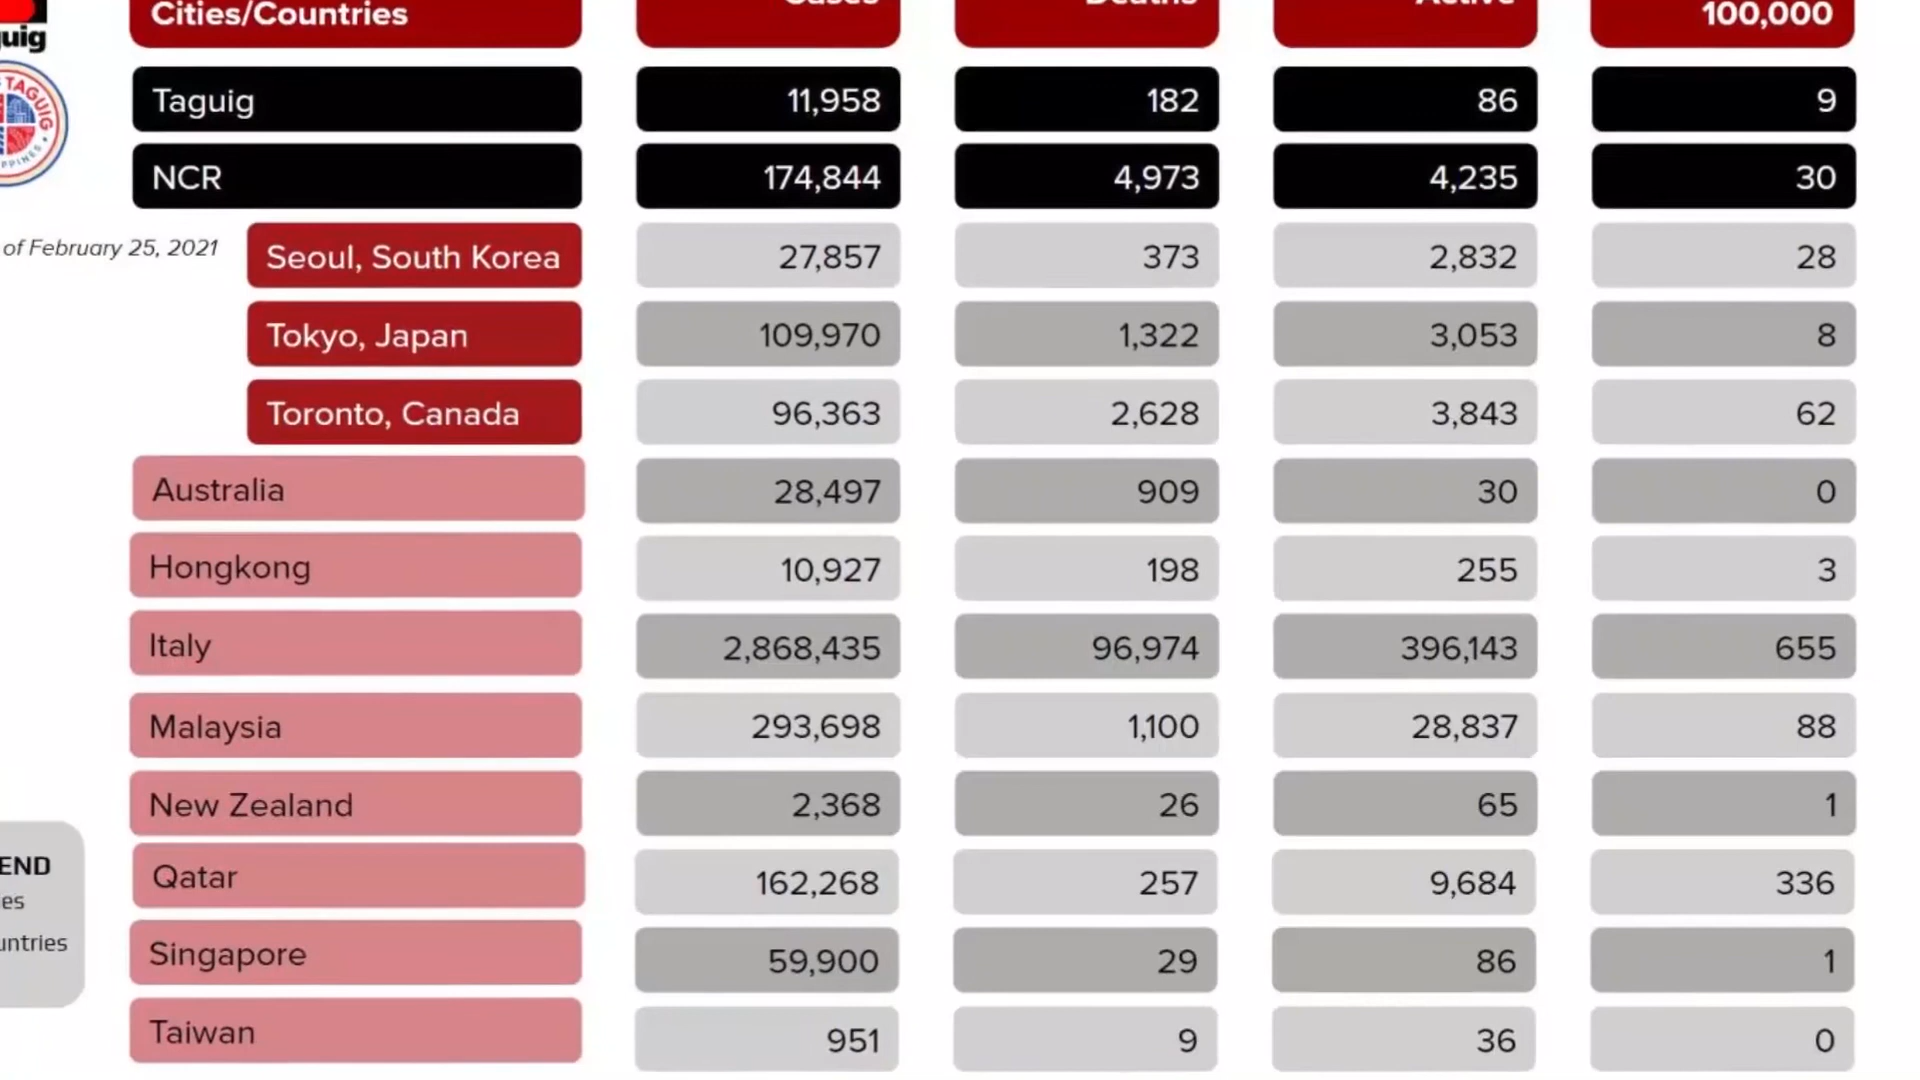 Cities/Countries Cases Deaths Active 100,000
TAGUIG
Taguig 11,958 182 86 9
NCR 174,844 4,973 4,235 30
of February 25, 2021
Seoul, South Korea 27,857 373 2,832 28
Tokyo, Japan 109,970 1,322 3,053 8
Toronto, Canada 96,363 2,628 3,843 62
Australia 28,497 909 30 0
Hongkong 10,927 198 255 3
Italy 2,868,435 96,974 396,143 655
Malaysia 293,698 1,100 28,837 88
New Zealand 2,368 26 65 1
Qatar 162,268 257 9,684 336
Singapore 59,900 29 86 1
Taiwan 951 9 36 0